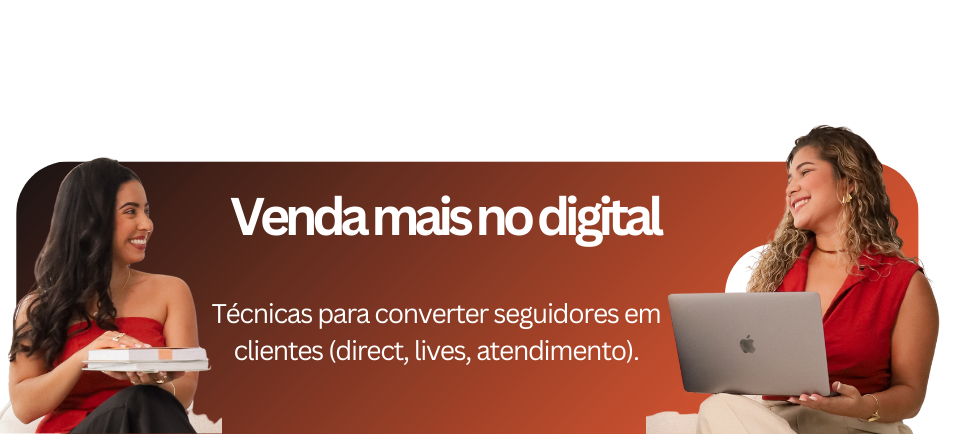 Venda mais no digital
Técnicas para converter seguidores em
clientes (direct, lives, atendimento).